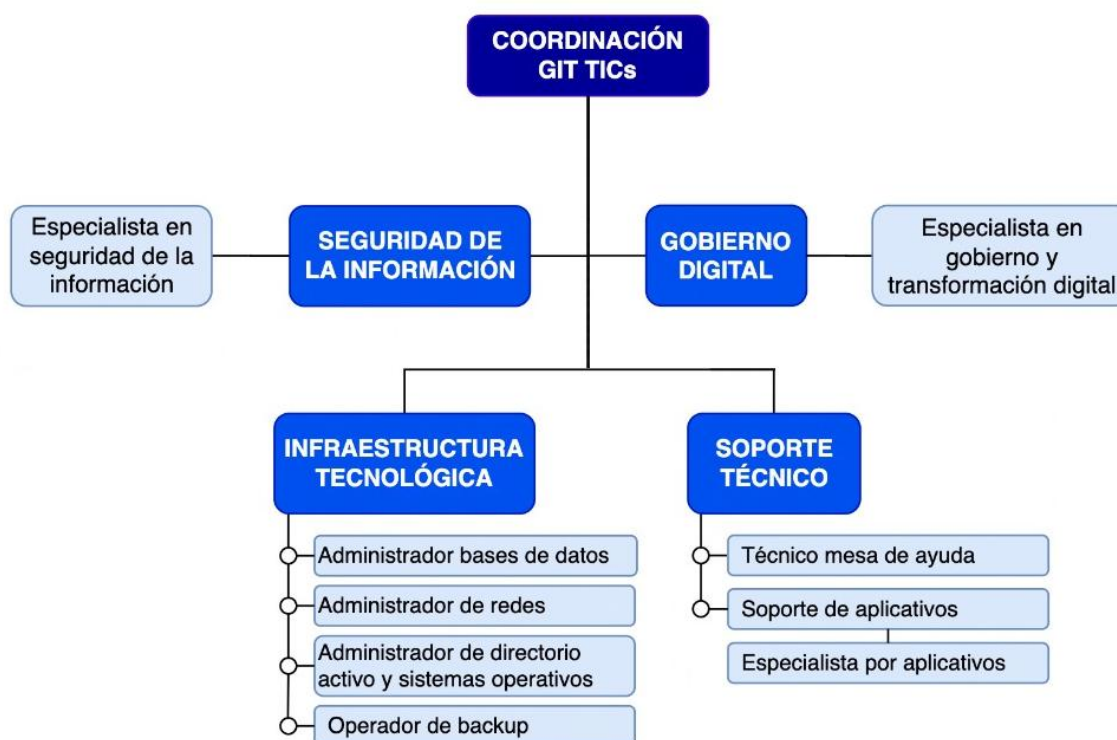 COORDINACIÓN
GIT TICs
Especialista en
seguridad de la
información
SEGURIDAD DE
LA INFORMACIÓN
GOBIERNO
DIGITAL
Especialista en
gobierno y
transformación digital
INFRAESTRUCTURA
TECNOLÓGICA
Administrador bases de datos
Administrador de redes
Administrador de directorio
activo y sistemas operativos
Operador de backup
SOPORTE
TÉCNICO
Técnico mesa de ayuda
Soporte de aplicativos
Especialista por aplicativos